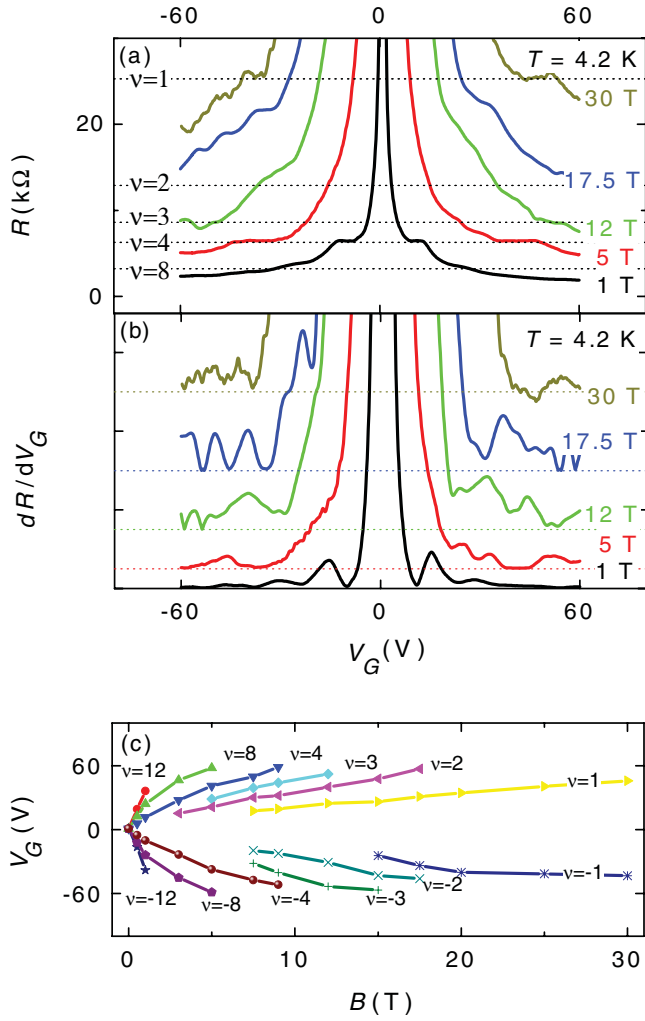 -60 0 60
(a)
T = 4.2 K
ν=1
30 T
20
ν=2
17.5 T
R (kΩ)
ν=3
12 T
ν=4
5 T
ν=8
0
1 T
(b)
T = 4.2 K
30 T
17.5 T
dR/dV_G
12 T
5 T
1 T
-60 0 60
V_G (V)
(c)
ν=8
ν=4
ν=3
ν=2
ν=12
ν=1
60
V_G (V)
0
-60
ν=-12
ν=-8
ν=-4
ν=-3
ν=-2
ν=-1
0 10 20 30
B (T)